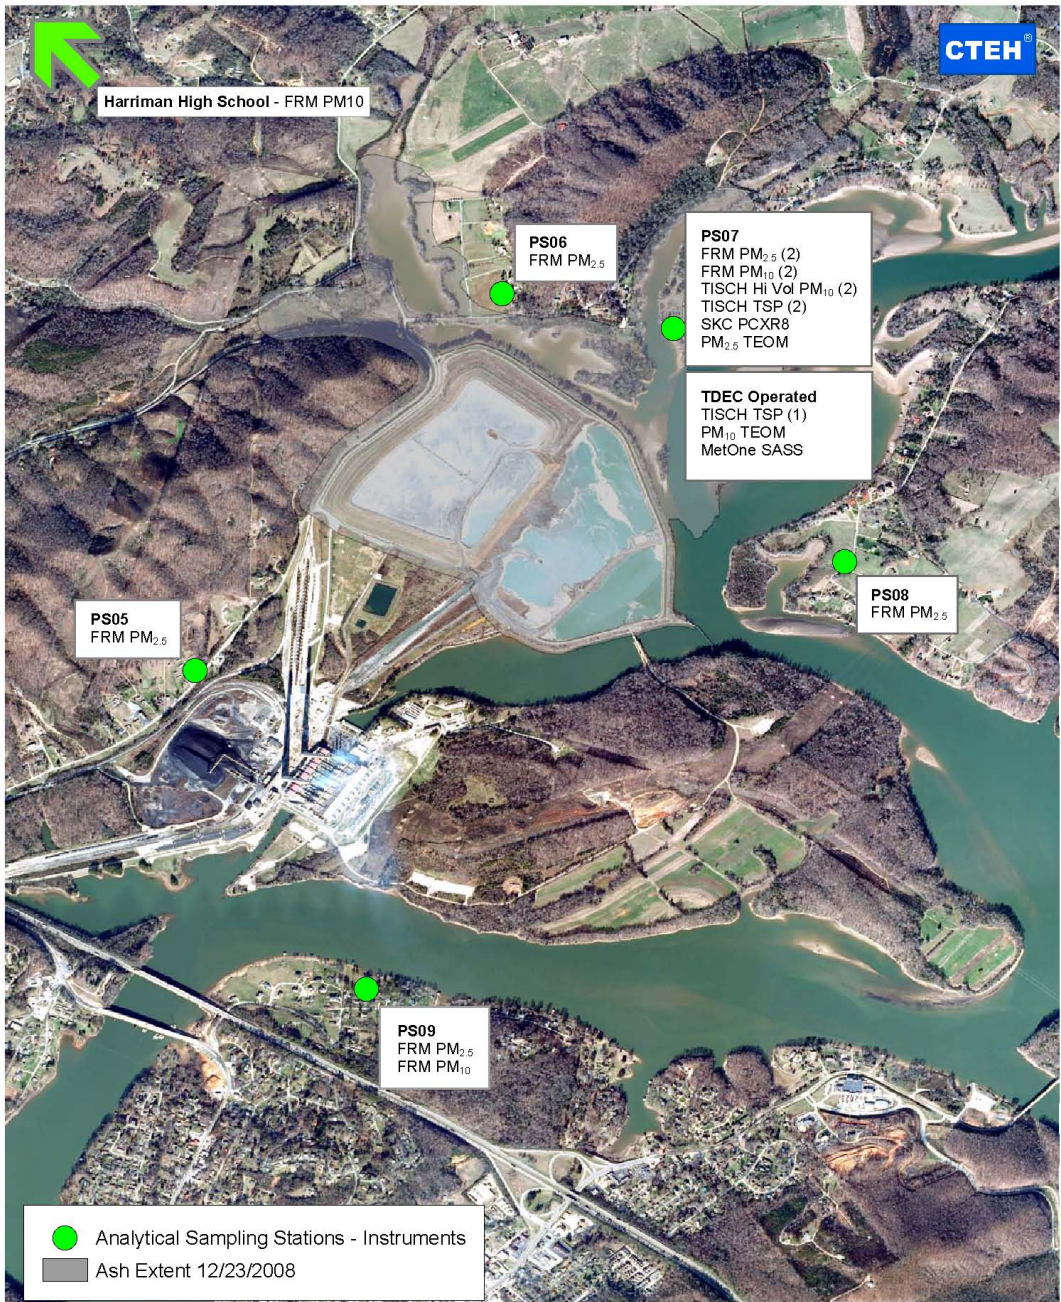 CTEH®
Harriman High School - FRM PM10
PS06
FRM PM₂.₅
PS07
FRM PM₂.₅ (2)
FRM PM₁₀ (2)
TISCH Hi Vol PM₁₀ (2)
TISCH TSP (2)
SKC PCXR8
PM₂.₅ TEOM
TDEC Operated
TISCH TSP (1)
PM₁₀ TEOM
MetOne SASS
PS08
FRM PM₂.₅
PS05
FRM PM₂.₅
PS09
FRM PM₂.₅
FRM PM₁₀
Analytical Sampling Stations - Instruments
Ash Extent 12/23/2008